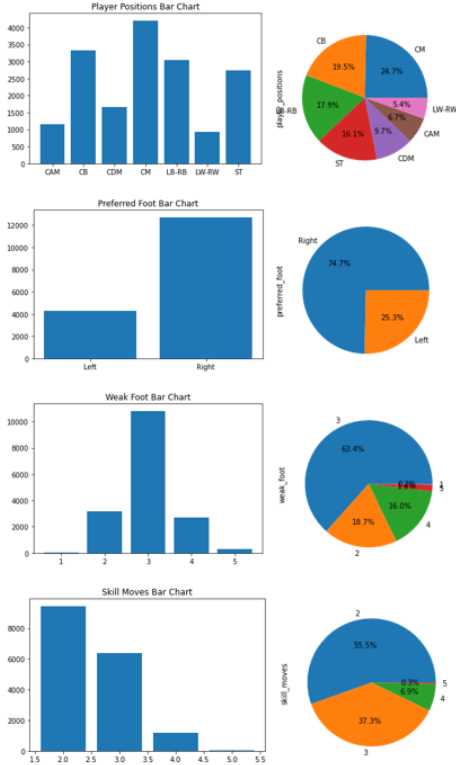 Player Positions Bar Chart
4000
3500
3000
2500
2000
1500
1000
500
0
CAM CB CDM CM LB-RB LW-RW ST
player_positions
CB
CM
19.5%
24.7%
17.9%
5.4%
LW-RW
6.7%
CAM
16.1%
9.7%
ST
CDM
Preferred Foot Bar Chart
12000
10000
8000
6000
4000
2000
0
Left Right
preferred_foot
Right
74.7%
25.3%
Left
Weak Foot Bar Chart
10000
8000
6000
4000
2000
0
1 2 3 4 5
weak_foot
3
63.4%
1
5
16.0%
18.7%
4
2
Skill Moves Bar Chart
8000
6000
4000
2000
0
1.5 2.0 2.5 3.0 3.5 4.0 4.5 5.0 5.5
skill_moves
2
55.5%
0.3%
5
6.9%
4
37.3%
3